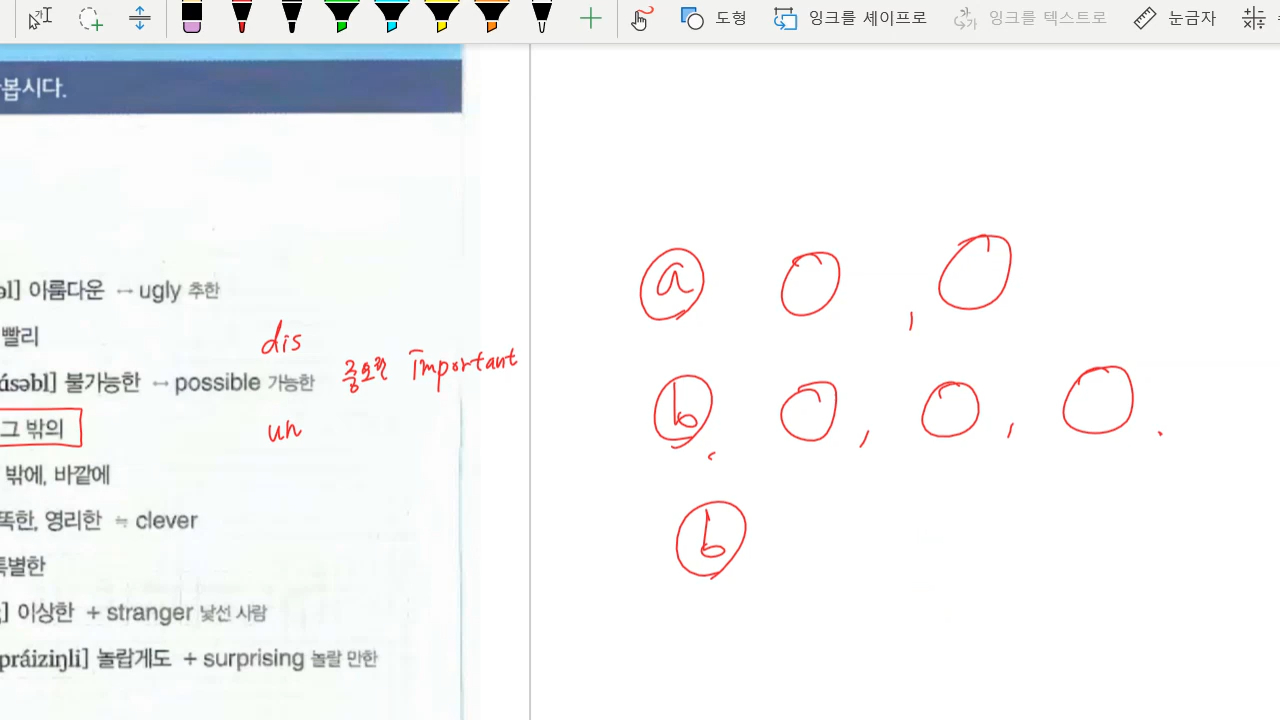 도형 잉크를 셰이프로 잉크를 텍스트로 눈금자
봅시다.
əl] 아름다운 ↔ ugly 추한
빨리
dis
ásəbl] 불가능한 ↔ possible 가능한
중요한 important
그 밖의
un
밖에, 바깥에
똑한, 영리한 ≒ clever
특별한
] 이상한 + stranger 낯선 사람
práiziŋli] 놀랍게도 + surprising 놀랄 만한
a ,
b , , .
b